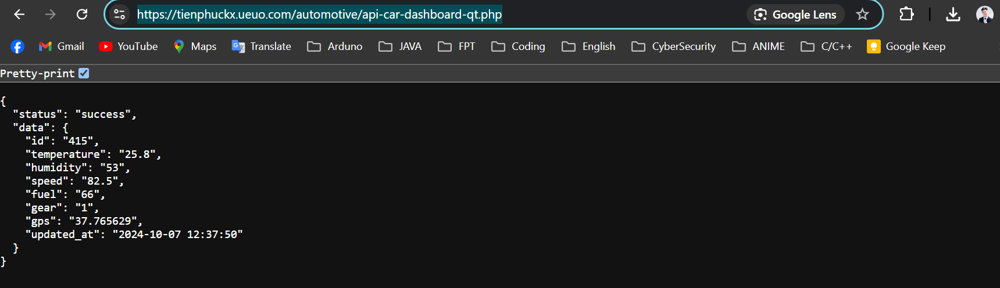 https://tienphuckx.ueuo.com/automotive/api-car-dashboard-qt.php Google Lens
Gmail YouTube Maps Translate Arduno JAVA FPT Coding English CyberSecurity ANIME C/C++ Google Keep
Pretty-print
{
  "status": "success",
  "data": {
    "id": "415",
    "temperature": "25.8",
    "humidity": "53",
    "speed": "82.5",
    "fuel": "66",
    "gear": "1",
    "gps": "37.765629",
    "updated_at": "2024-10-07 12:37:50"
  }
}